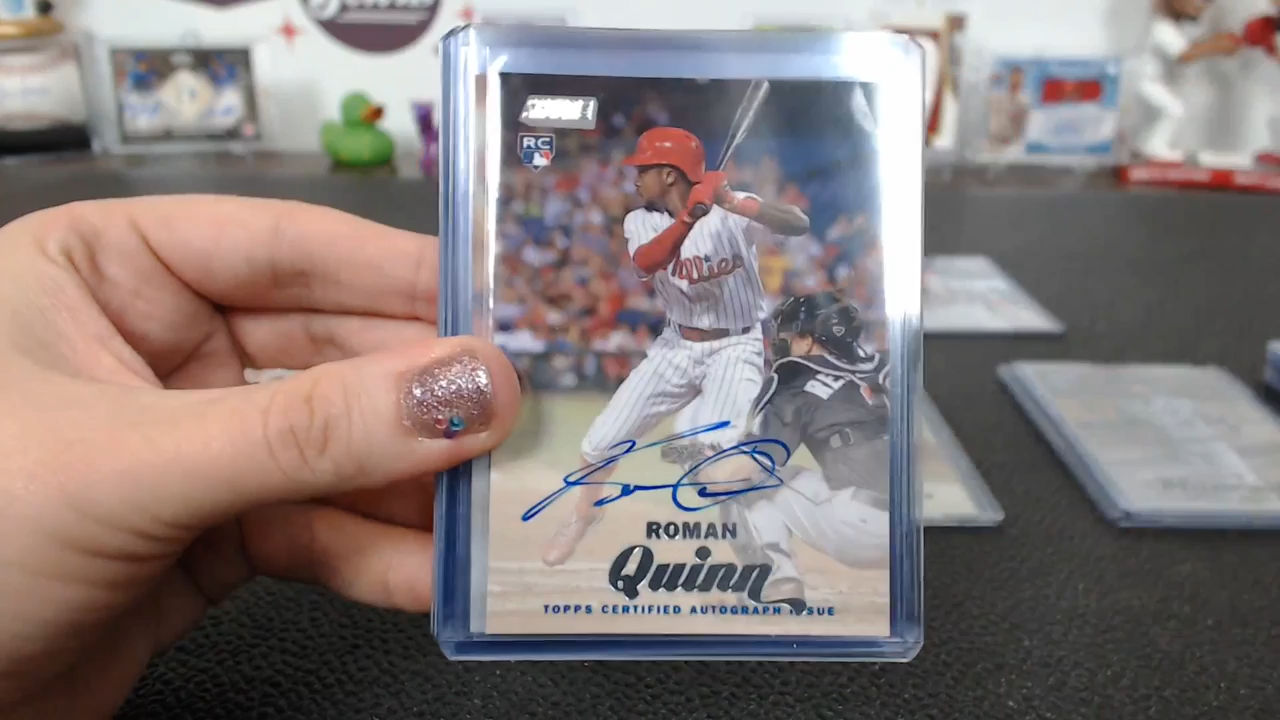 RC
Phillies
ROMAN
Quinn
TOPPS CERTIFIED AUTOGRAPH ISSUE